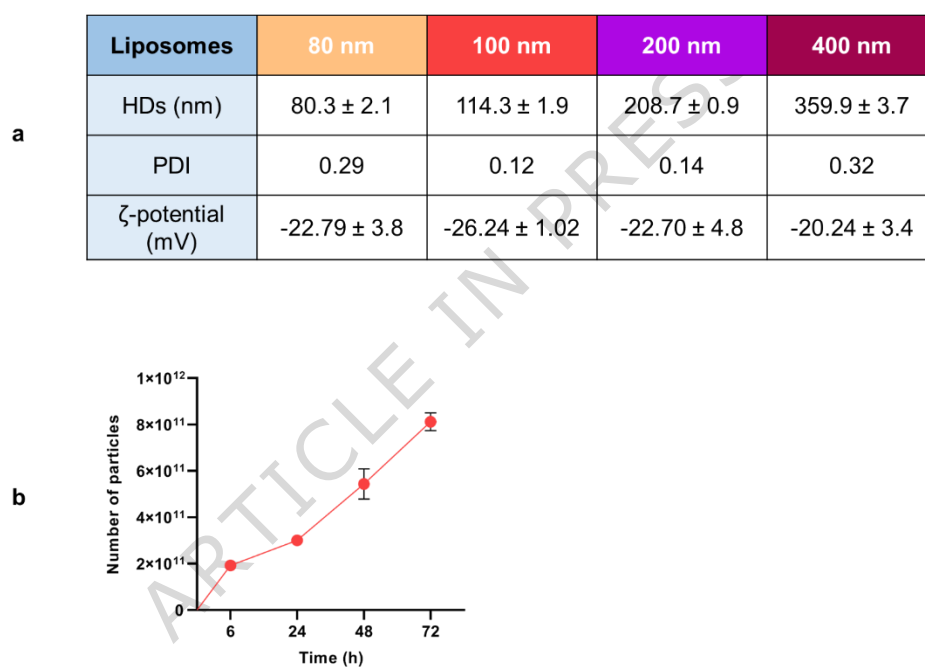 a
Liposomes 80 nm 100 nm 200 nm 400 nm
HDs (nm) 80.3 ± 2.1 114.3 ± 1.9 208.7 ± 0.9 359.9 ± 3.7
PDI 0.29 0.12 0.14 0.32
ζ-potential
(mV) -22.79 ± 3.8 -26.24 ± 1.02 -22.70 ± 4.8 -20.24 ± 3.4
ARTICLE IN PRESS
b
Number of particles
1×10¹²
8×10¹¹
6×10¹¹
4×10¹¹
2×10¹¹
0
6 24 48 72
Time (h)